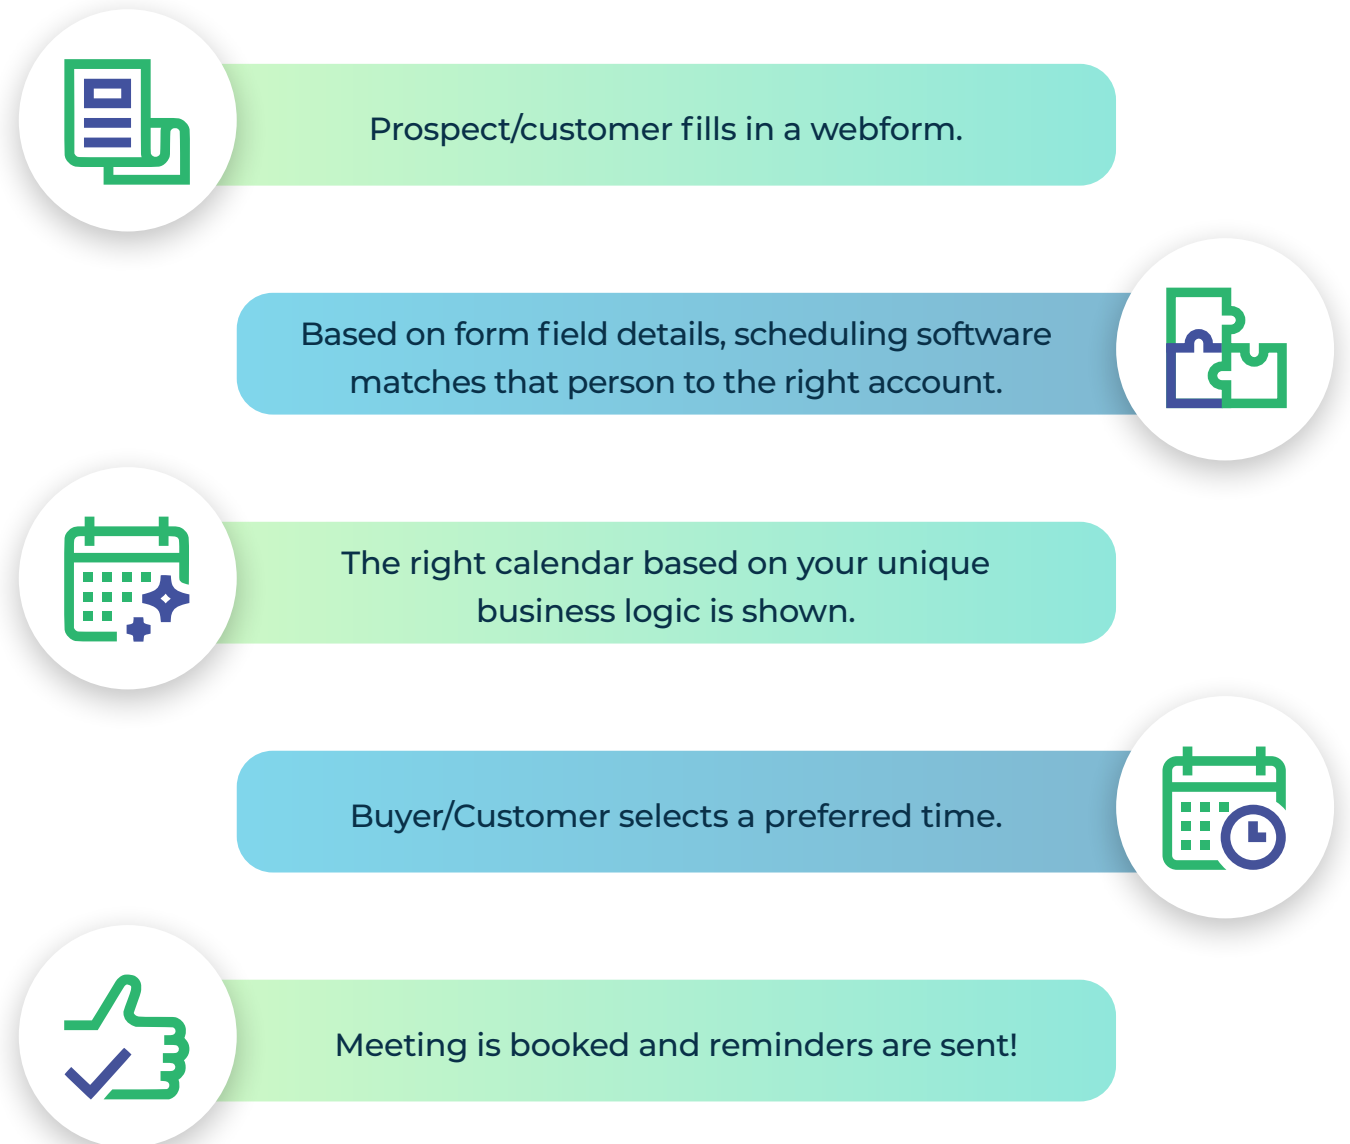 Prospect/customer fills in a webform.
Based on form field details, scheduling software
matches that person to the right account.
The right calendar based on your unique
business logic is shown.
Buyer/Customer selects a preferred time.
Meeting is booked and reminders are sent!